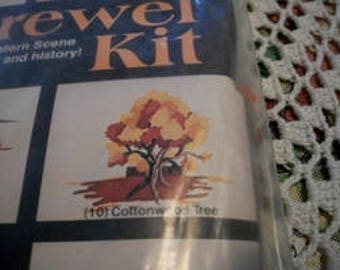 rewel
stern Scene
and history!
Kit
(10) Cottonwood Tree